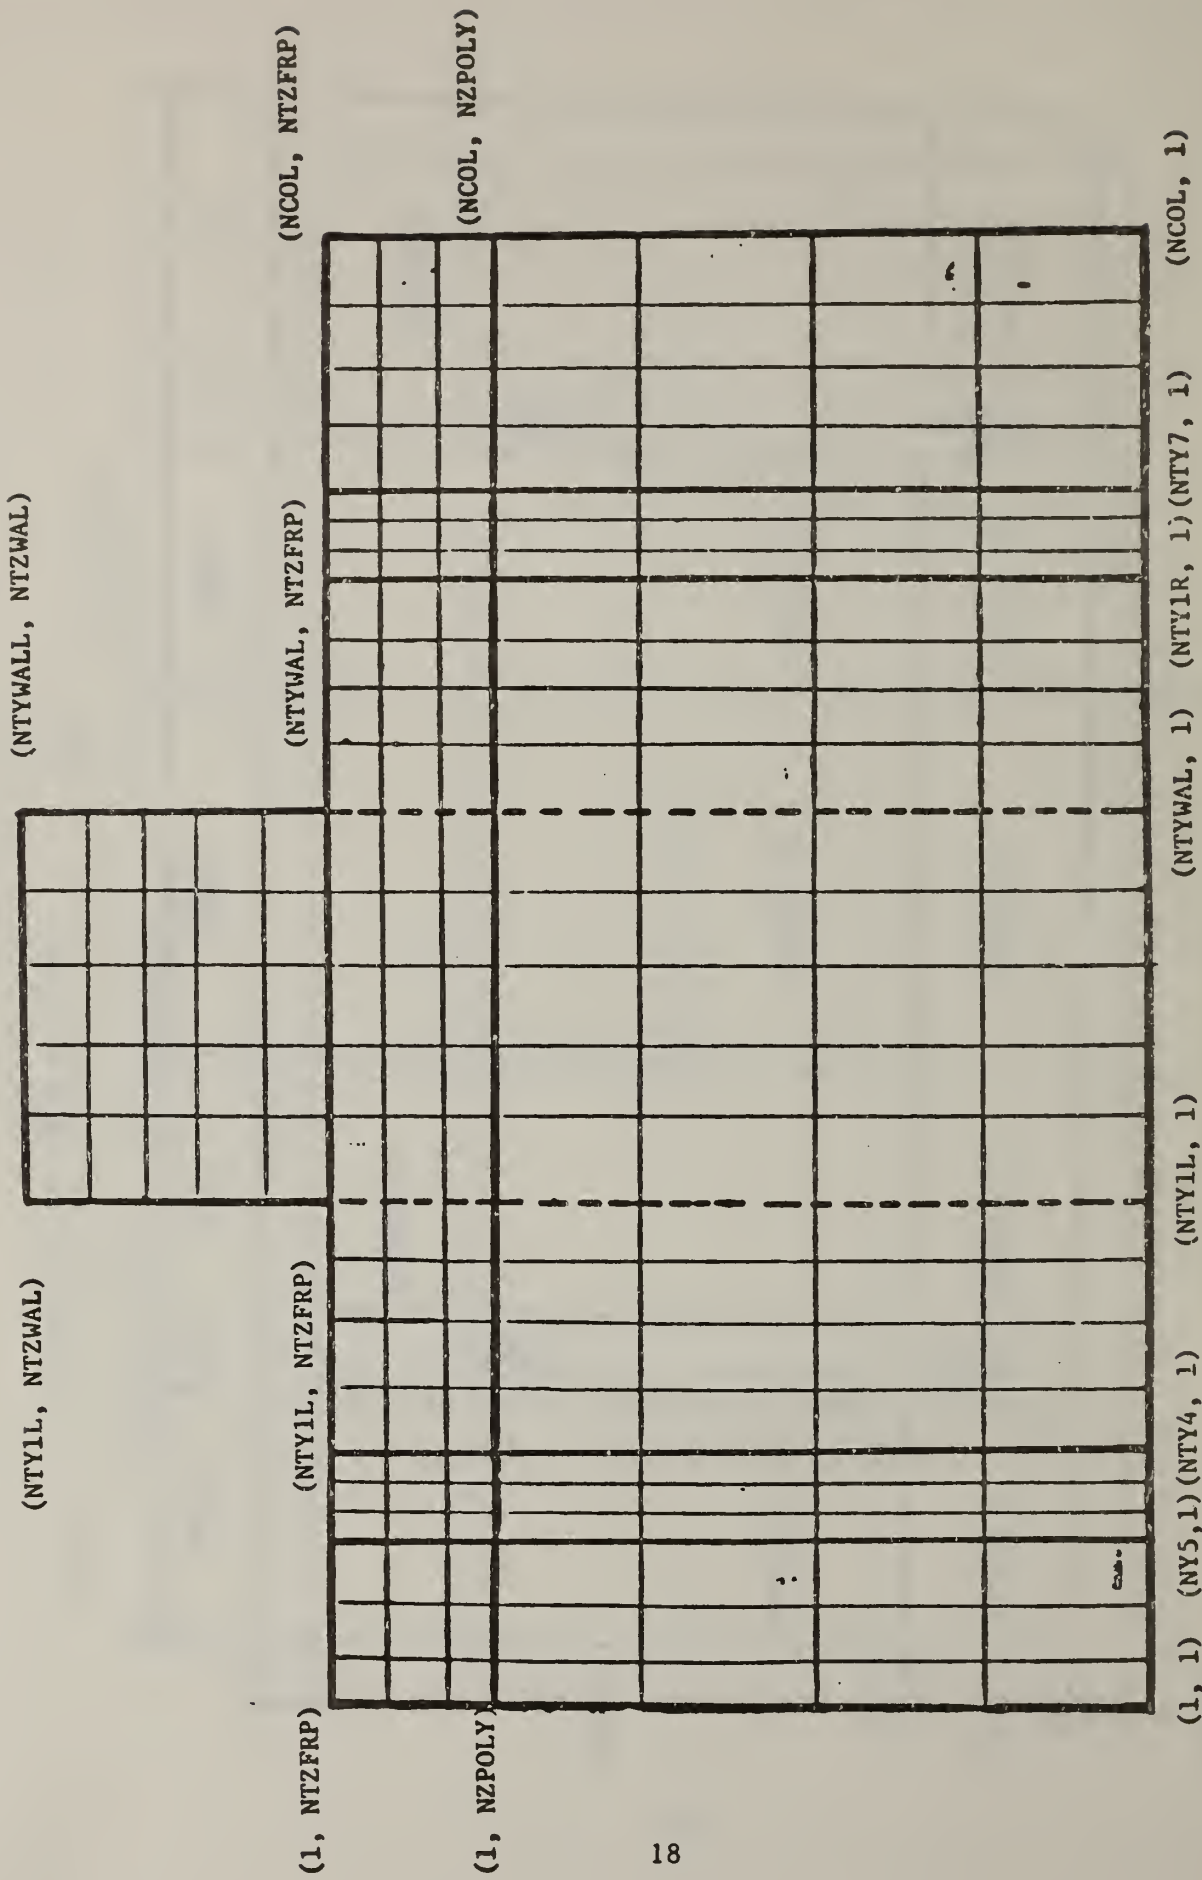 (NTY1L, NTZWAL) (NTYWALL, NTZWAL)
(1, NTZFRP) (NTY1L, NTZFRP) (NTYWAL, NTZFRP) (NCOL, NTZFRP)
(1, NZPOLY) (NCOL, NZPOLY)
(1, 1) (NY5,1) (NTY4, 1) (NTY1L, 1) (NTYWAL, 1) (NTY1R, 1) (NTY7, 1) (NCOL, 1)
18